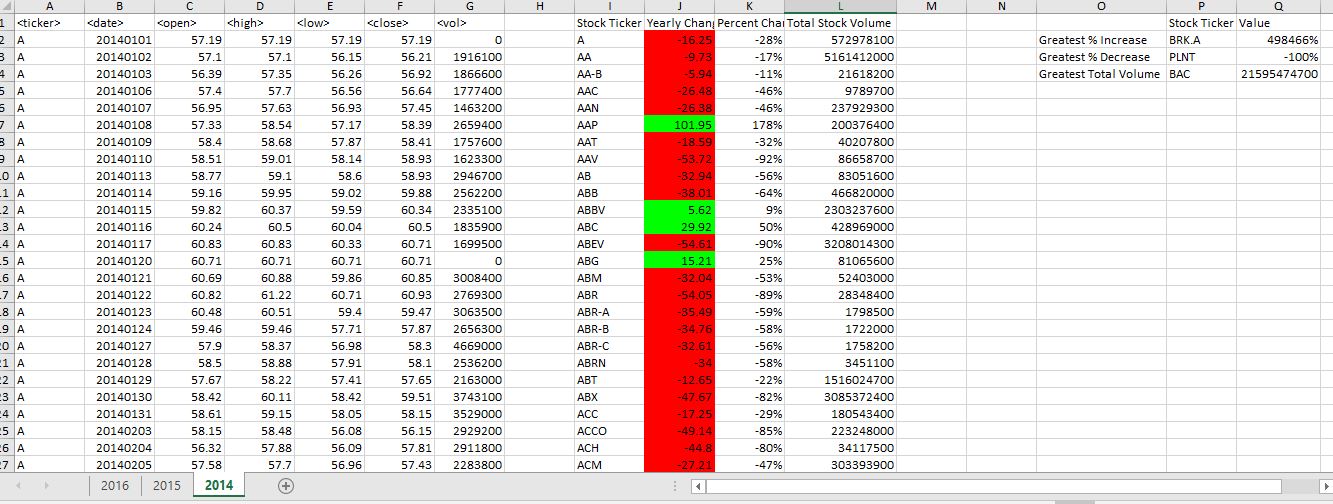 A B C D E F G H I J K L M N O P Q
1 <ticker> <date> <open> <high> <low> <close> <vol> Stock Ticker Yearly Chang Percent Chan Total Stock Volume Stock Ticker Value
2 A 20140101 57.19 57.19 57.19 57.19 0 A -16.25 -28% 572978100 Greatest % Increase BRK.A 498466%
3 A 20140102 57.1 57.1 56.15 56.21 1916100 AA -9.73 -17% 5161412000 Greatest % Decrease PLNT -100%
4 A 20140103 56.39 57.35 56.26 56.92 1866600 AA-B -5.94 -11% 21618200 Greatest Total Volume BAC 21595474700
5 A 20140106 57.4 57.7 56.56 56.64 1777400 AAC -26.48 -46% 9789700
6 A 20140107 56.95 57.63 56.93 57.45 1463200 AAN -26.38 -46% 237929300
7 A 20140108 57.33 58.54 57.17 58.39 2659400 AAP 101.95 178% 200376400
8 A 20140109 58.4 58.68 57.87 58.41 1757600 AAT -18.59 -32% 40207800
9 A 20140110 58.51 59.01 58.14 58.93 1623300 AAV -53.72 -92% 86658700
10 A 20140113 58.77 59.1 58.6 58.93 2946700 AB -32.94 -56% 83051600
11 A 20140114 59.16 59.95 59.02 59.88 2562200 ABB -38.01 -64% 466820000
12 A 20140115 59.82 60.37 59.59 60.34 2335100 ABBV 5.62 9% 2303237600
13 A 20140116 60.24 60.5 60.04 60.5 1835900 ABC 29.92 50% 428969000
14 A 20140117 60.83 60.83 60.33 60.71 1699500 ABEV -54.61 -90% 3208014300
15 A 20140120 60.71 60.71 60.71 60.71 0 ABG 15.21 25% 81065600
16 A 20140121 60.69 60.88 59.86 60.85 3008400 ABM -32.04 -53% 52403000
17 A 20140122 60.82 61.22 60.71 60.93 2769300 ABR -54.05 -89% 28348400
18 A 20140123 60.48 60.51 59.4 59.47 3063500 ABR-A -35.49 -59% 1798500
19 A 20140124 59.46 59.46 57.71 57.87 2656300 ABR-B -34.76 -58% 1722000
20 A 20140127 57.9 58.37 56.98 58.3 4669000 ABR-C -32.61 -56% 1758200
21 A 20140128 58.5 58.88 57.91 58.1 2536200 ABRN -34 -58% 3451100
22 A 20140129 57.67 58.22 57.41 57.65 2163000 ABT -12.65 -22% 1516024700
23 A 20140130 58.42 60.11 58.42 59.51 3743100 ABX -47.67 -82% 3085372400
24 A 20140131 58.61 59.15 58.05 58.15 3529000 ACC -17.25 -29% 180543400
25 A 20140203 58.15 58.48 56.08 56.15 2929200 ACCO -49.14 -85% 223248000
26 A 20140204 56.32 57.88 56.09 57.81 2911800 ACH -44.8 -80% 34117500
27 A 20140205 57.58 57.7 56.96 57.43 2283800 ACM -27.21 -47% 303393900
2016 2015 2014